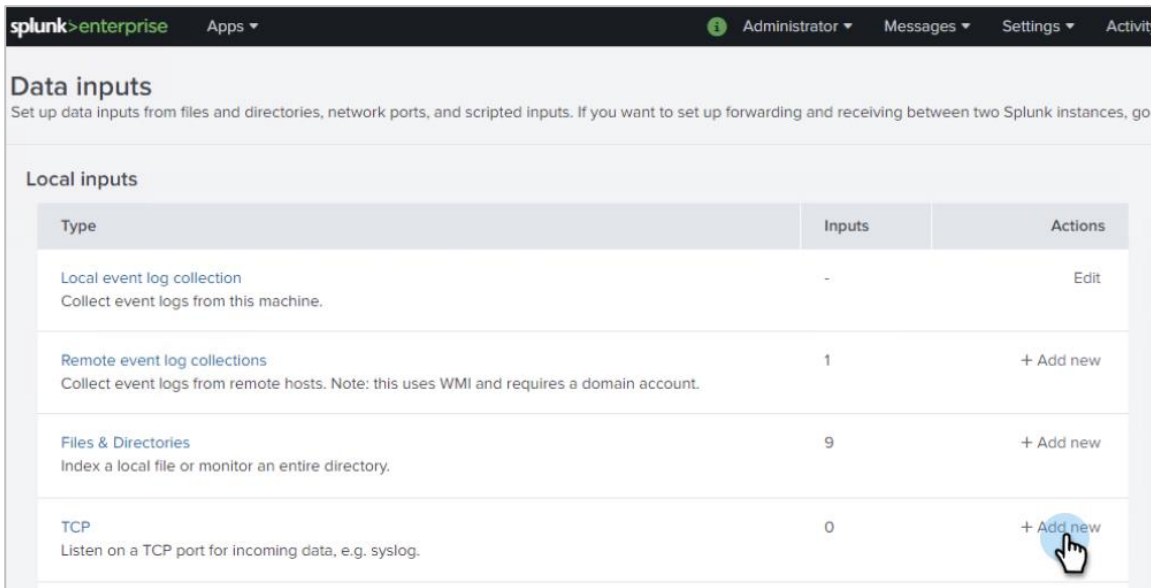 splunk>enterprise Apps Administrator Messages Settings Activit
Data inputs
Set up data inputs from files and directories, network ports, and scripted inputs. If you want to set up forwarding and receiving between two Splunk instances, go
Local inputs
Type Inputs Actions
Local event log collection - Edit
Collect event logs from this machine.
Remote event log collections 1 + Add new
Collect event logs from remote hosts. Note: this uses WMI and requires a domain account.
Files & Directories 9 + Add new
Index a local file or monitor an entire directory.
TCP 0 + Add new
Listen on a TCP port for incoming data, e.g. syslog.